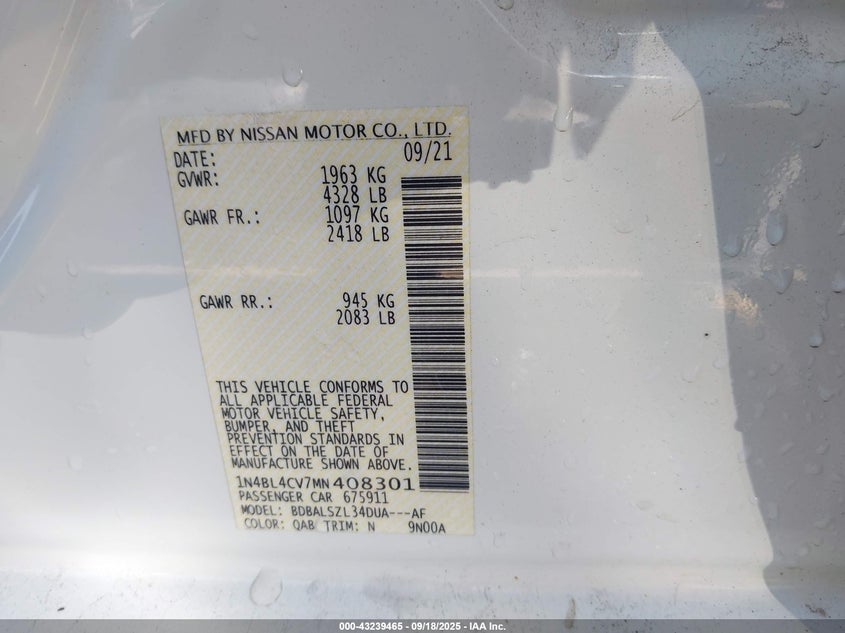 MFD BY NISSAN MOTOR CO., LTD.
DATE: 09/21
GVWR: 1963 KG
4328 LB
GAWR FR.: 1097 KG
2418 LB
GAWR RR.: 945 KG
2083 LB
THIS VEHICLE CONFORMS TO
ALL APPLICABLE FEDERAL
MOTOR VEHICLE SAFETY,
BUMPER, AND THEFT
PREVENTION STANDARDS IN
EFFECT ON THE DATE OF
MANUFACTURE SHOWN ABOVE.
1N4BL4CV7MN408301
PASSENGER CAR 675911
MODEL: BDBALSZL34DUA---AF
COLOR: QAB TRIM: N 9N00A
000-43239465 - 09/18/2025 - IAA Inc.